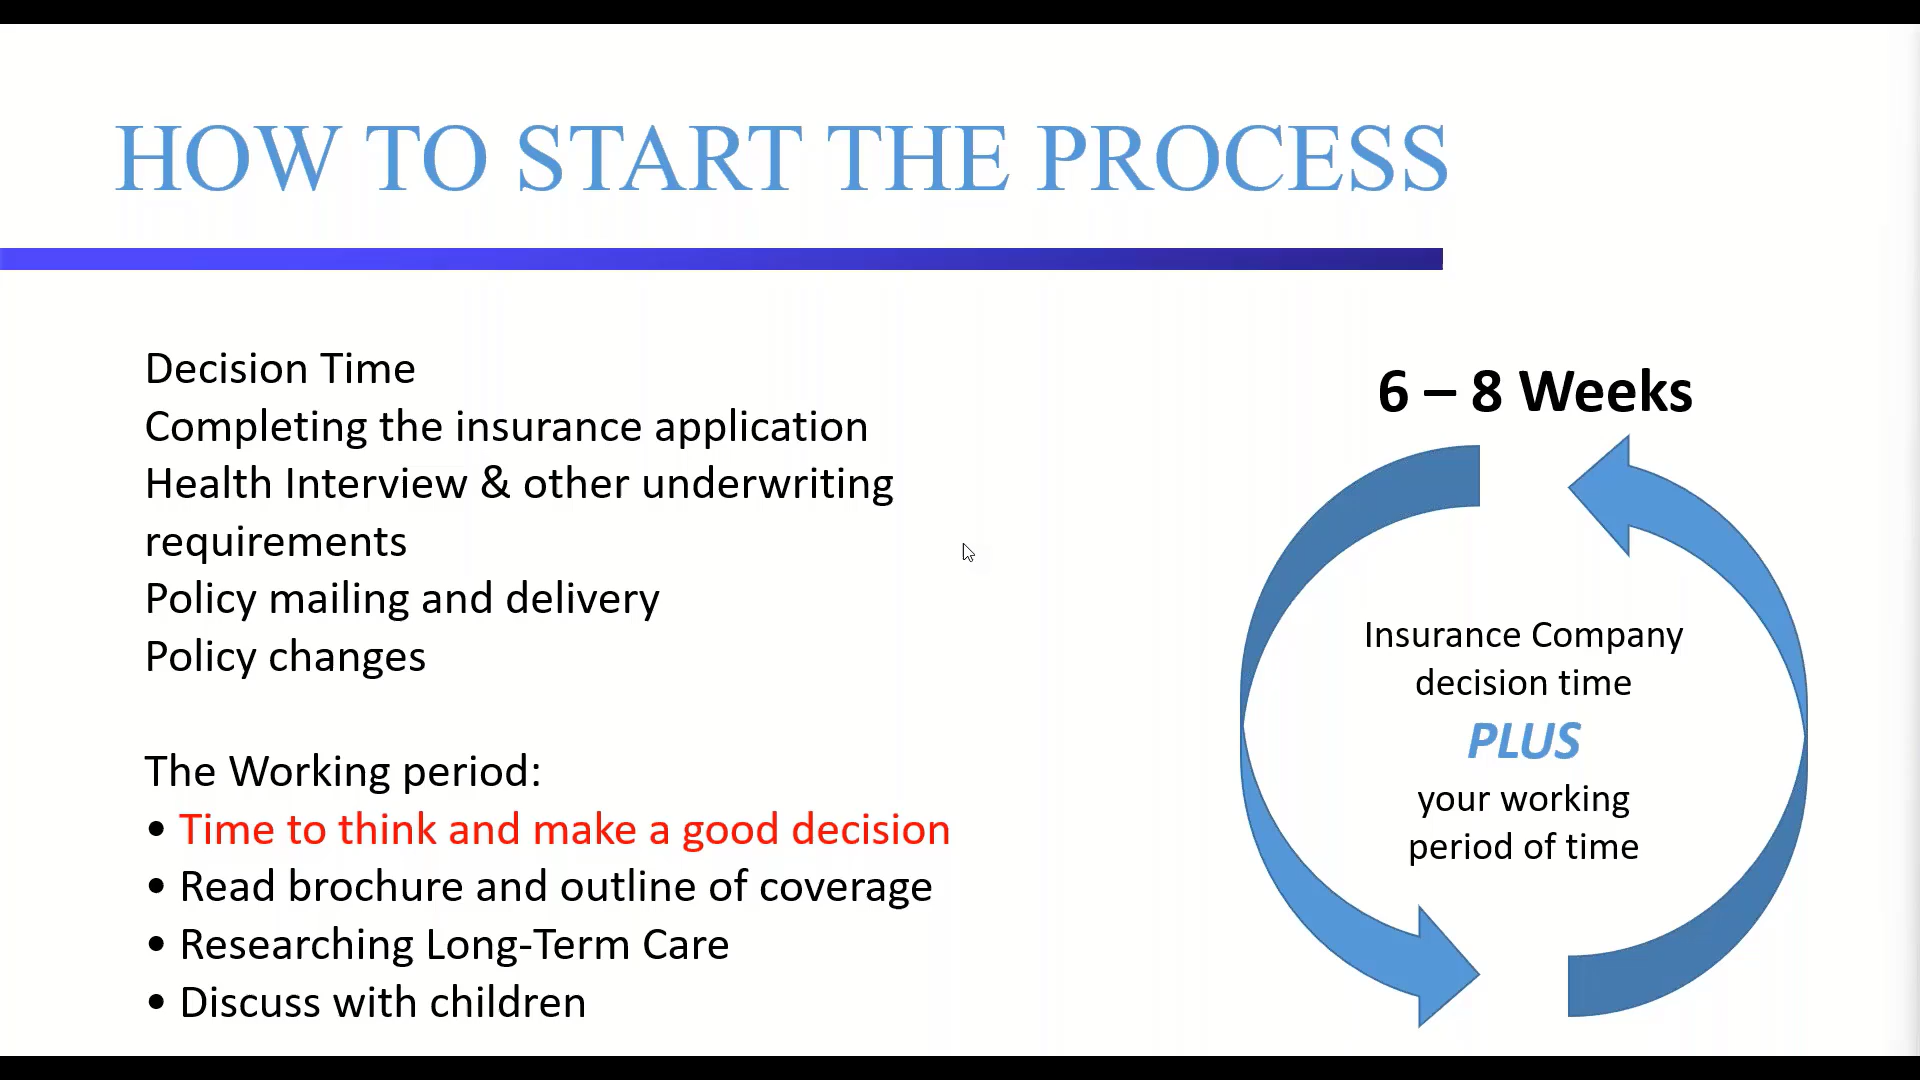 HOW TO START THE PROCESS
Decision Time
Completing the insurance application
Health Interview & other underwriting
requirements
Policy mailing and delivery
Policy changes
The Working period:
• Time to think and make a good decision
• Read brochure and outline of coverage
• Researching Long-Term Care
• Discuss with children
6 – 8 Weeks
Insurance Company
decision time
PLUS
your working
period of time